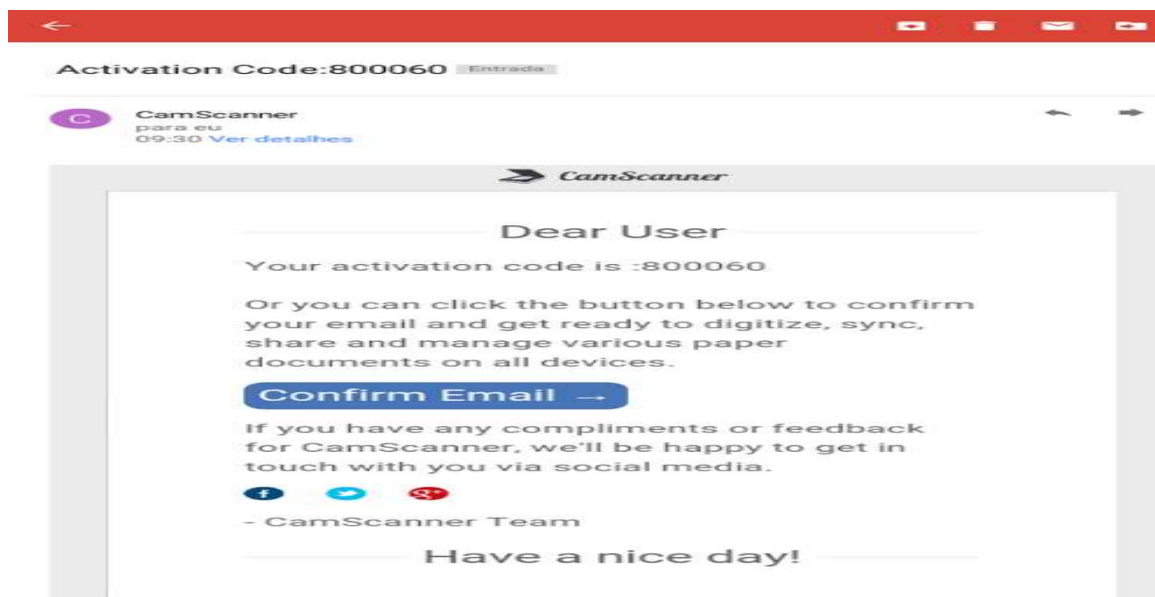 Activation Code:800060 Entrada
C
CamScanner
para eu
09:30 Ver detalhes
CamScanner
Dear User
Your activation code is :800060
Or you can click the button below to confirm
your email and get ready to digitize, sync,
share and manage various paper
documents on all devices.
Confirm Email →
If you have any compliments or feedback
for CamScanner, we'll be happy to get in
touch with you via social media.
f g+
- CamScanner Team
Have a nice day!